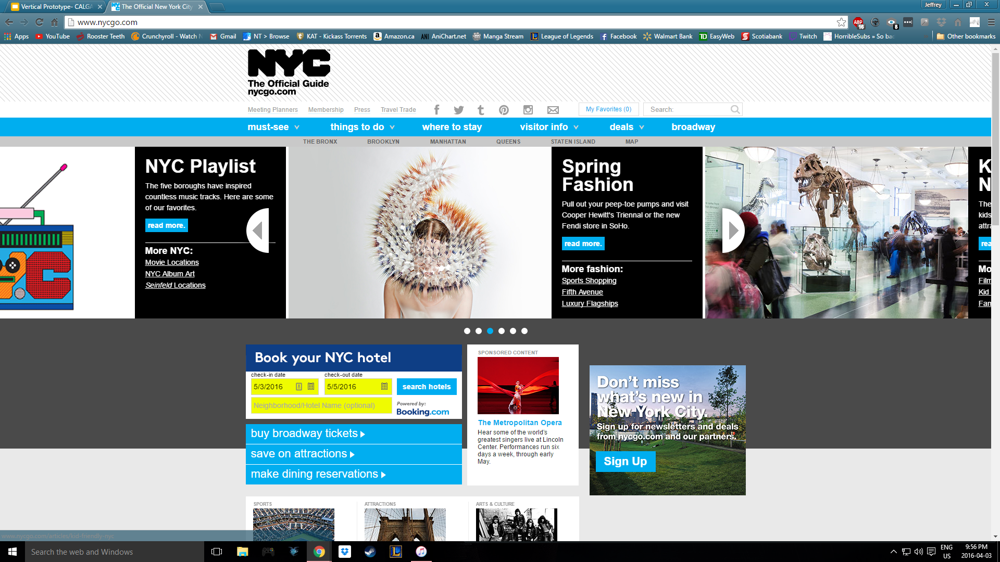 Vertical Prototype- CALGA
The Official New York City
Jeffrey
www.nycgo.com
ABP
16
8
Apps
YouTube
Rooster Teeth
Crunchyroll - Watch N
Gmail
NT > Browse
KAT - Kickass Torrents
Amazon.ca
ANI AniChart.net
Manga Stream
League of Legends
Facebook
Walmart Bank
TD EasyWeb
Scotiabank
Twitch
HorribleSubs » So bac
Other bookmarks
NYC
The Official Guide
nycgo.com
Meeting Planners
Membership
Press
Travel Trade
My Favorites (0)
Search:
must-see
things to do
where to stay
visitor info
deals
broadway
THE BRONX
BROOKLYN
MANHATTAN
QUEENS
STATEN ISLAND
MAP
NYC Playlist
The five boroughs have inspired
countless music tracks. Here are some
of our favorites.
read more.
More NYC:
Movie Locations
NYC Album Art
Seinfeld Locations
Spring
Fashion
Pull out your peep-toe pumps and visit
Cooper Hewitt's Triennal or the new
Fendi store in SoHo.
read more.
More fashion:
Sports Shopping
Fifth Avenue
Luxury Flagships
K
N
The
kids
attra
rea
Mo
Film
Kid
Fam
Book your NYC hotel
check-in date
check-out date
5/3/2016
5/5/2016
search hotels
Neighborhood/Hotel Name (optional)
Powered by:
Booking.com
buy broadway tickets
save on attractions
make dining reservations
SPONSORED CONTENT
The Metropolitan Opera
Hear some of the world's
greatest singers live at Lincoln
Center. Performances run six
days a week, through early
May.
Don't miss
what's new in
New York City.
Sign up for newsletters and deals
from nycgo.com and our partners.
Sign Up
SPORTS
ATTRACTIONS
ARTS & CULTURE
www.nycgo.com/articles/kid-friendly-nyc
Search the web and Windows
ENG
US
9:56 PM
2016-04-03